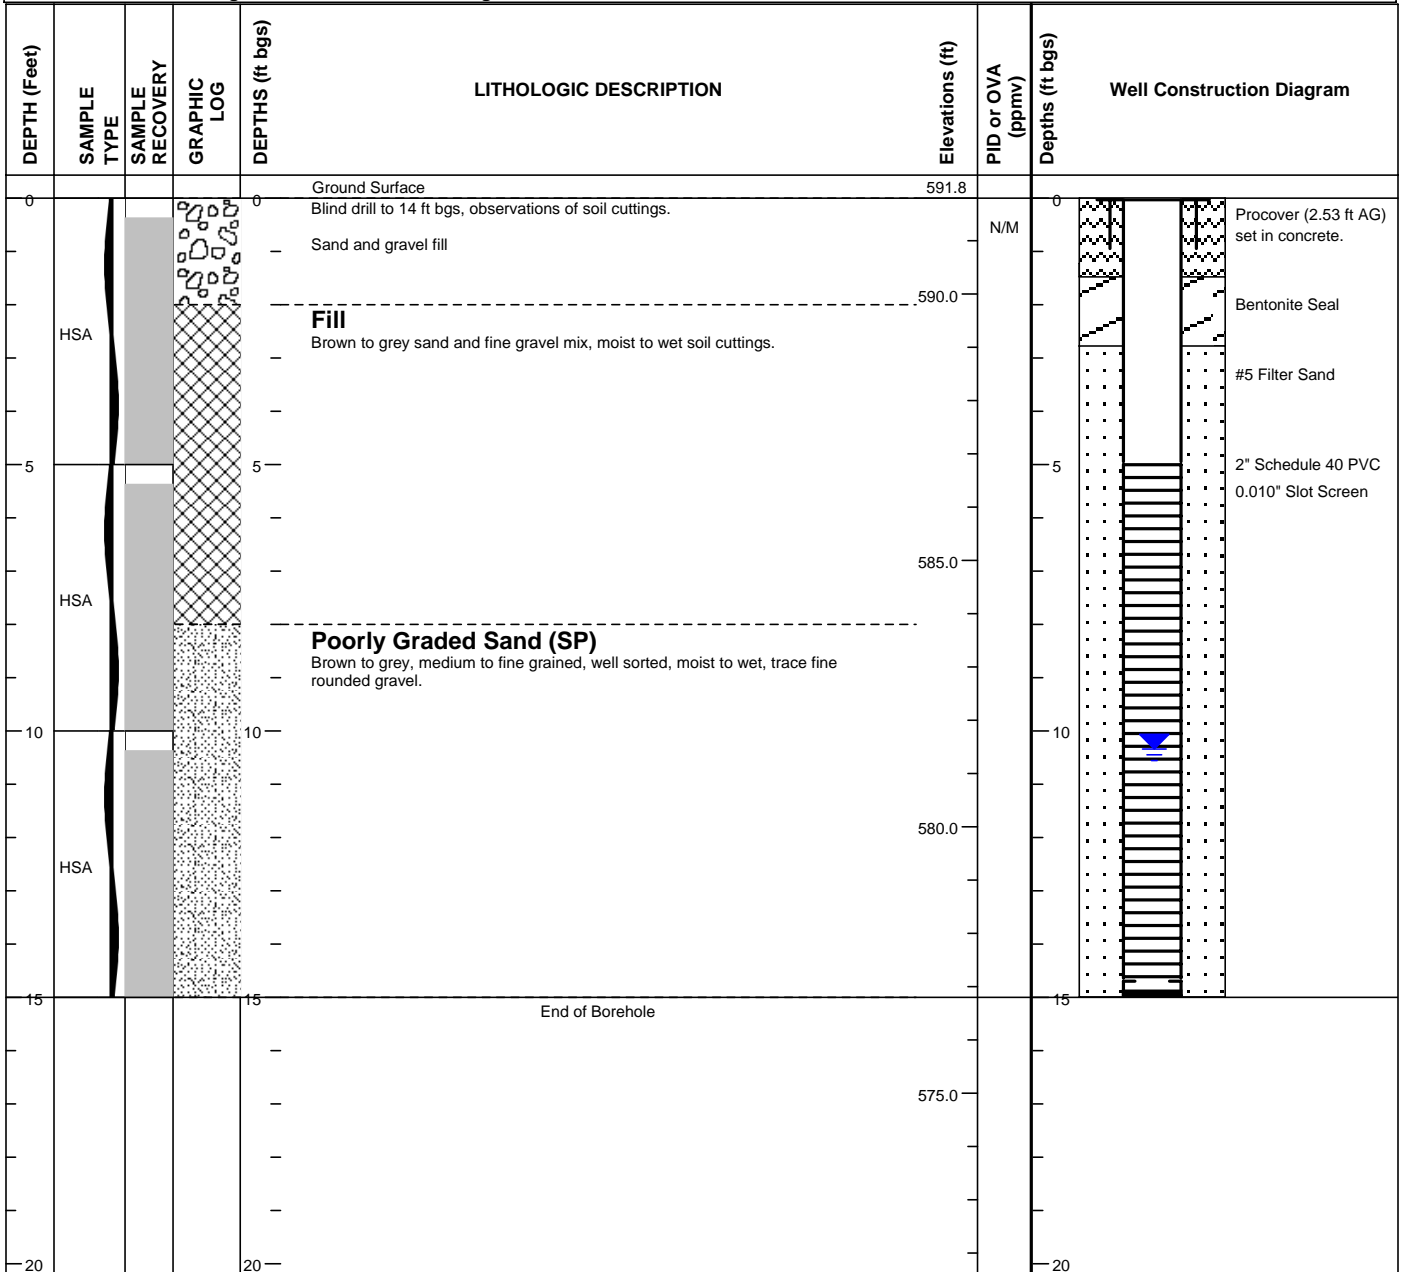 DEPTH (Feet)
SAMPLE
TYPE
SAMPLE
RECOVERY
GRAPHIC
LOG
DEPTHS (ft bgs)
LITHOLOGIC DESCRIPTION
Elevations (ft)
PID or OVA
(ppmv)
Depths (ft bgs)
Well Construction Diagram
Ground Surface
591.8
0
0
0
Blind drill to 14 ft bgs, observations of soil cuttings.
N/M
Procover (2.53 ft AG)
set in concrete.
Sand and gravel fill
590.0
Bentonite Seal
Fill
HSA
Brown to grey sand and fine gravel mix, moist to wet soil cuttings.
#5 Filter Sand
5
5
5
2" Schedule 40 PVC
0.010" Slot Screen
585.0
HSA
Poorly Graded Sand (SP)
Brown to grey, medium to fine grained, well sorted, moist to wet, trace fine
rounded gravel.
10
10
10
580.0
HSA
15
15
15
End of Borehole
575.0
20
20
20